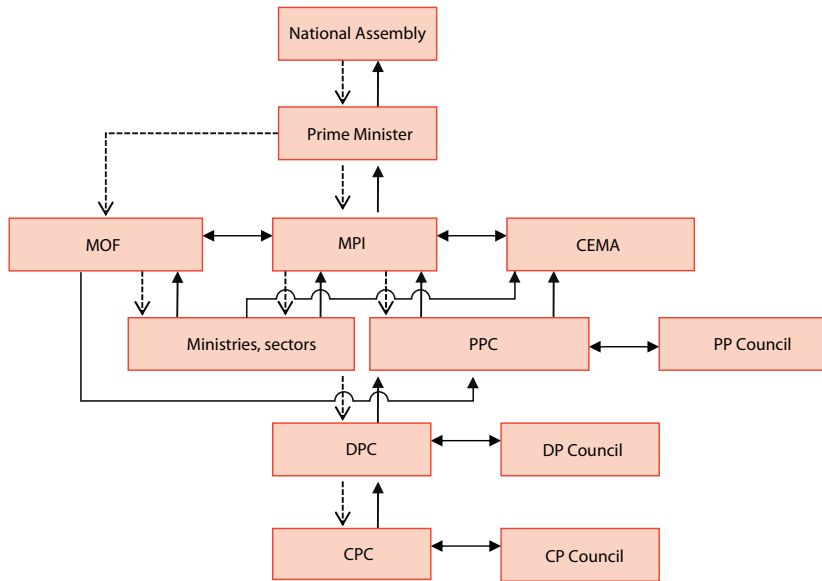 National Assembly
Prime Minister
MOF
MPI
CEMA
Ministries, sectors
PPC
PP Council
DPC
DP Council
CPC
CP Council